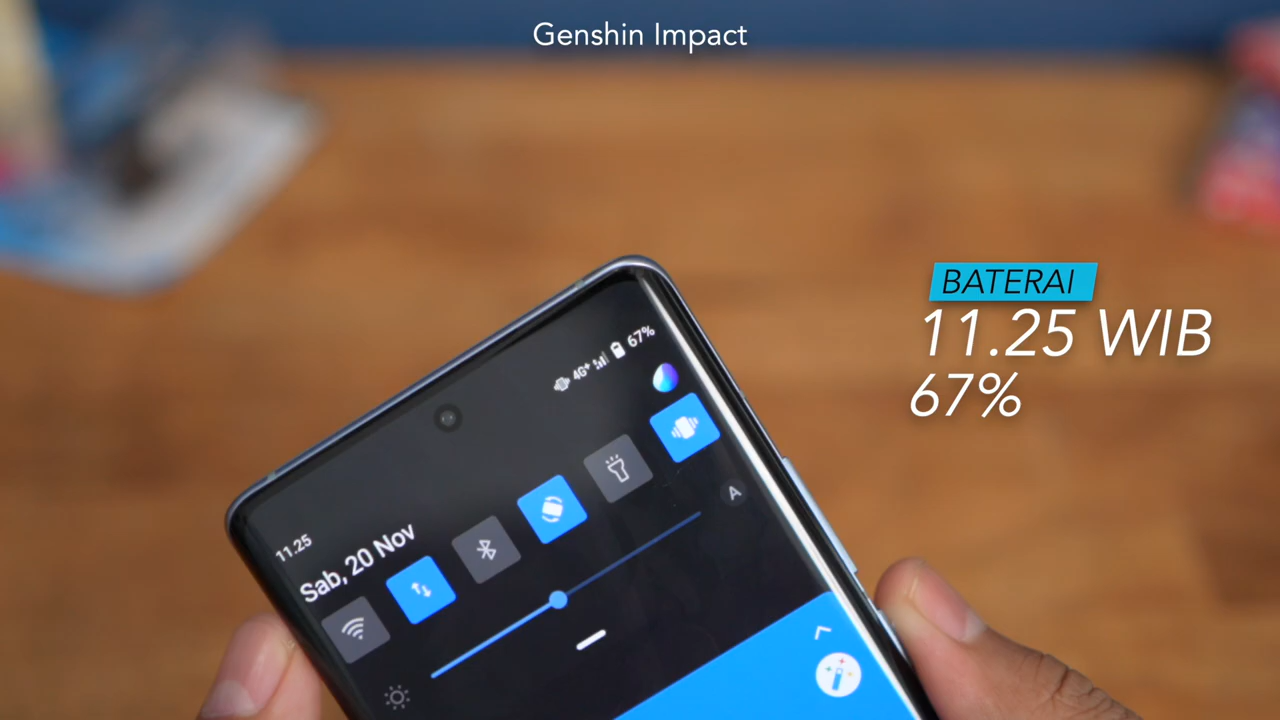 Genshin Impact
BATERAI
11.25 WIB
67%
4G+ 67%
11.25
Sab, 20 Nov
A